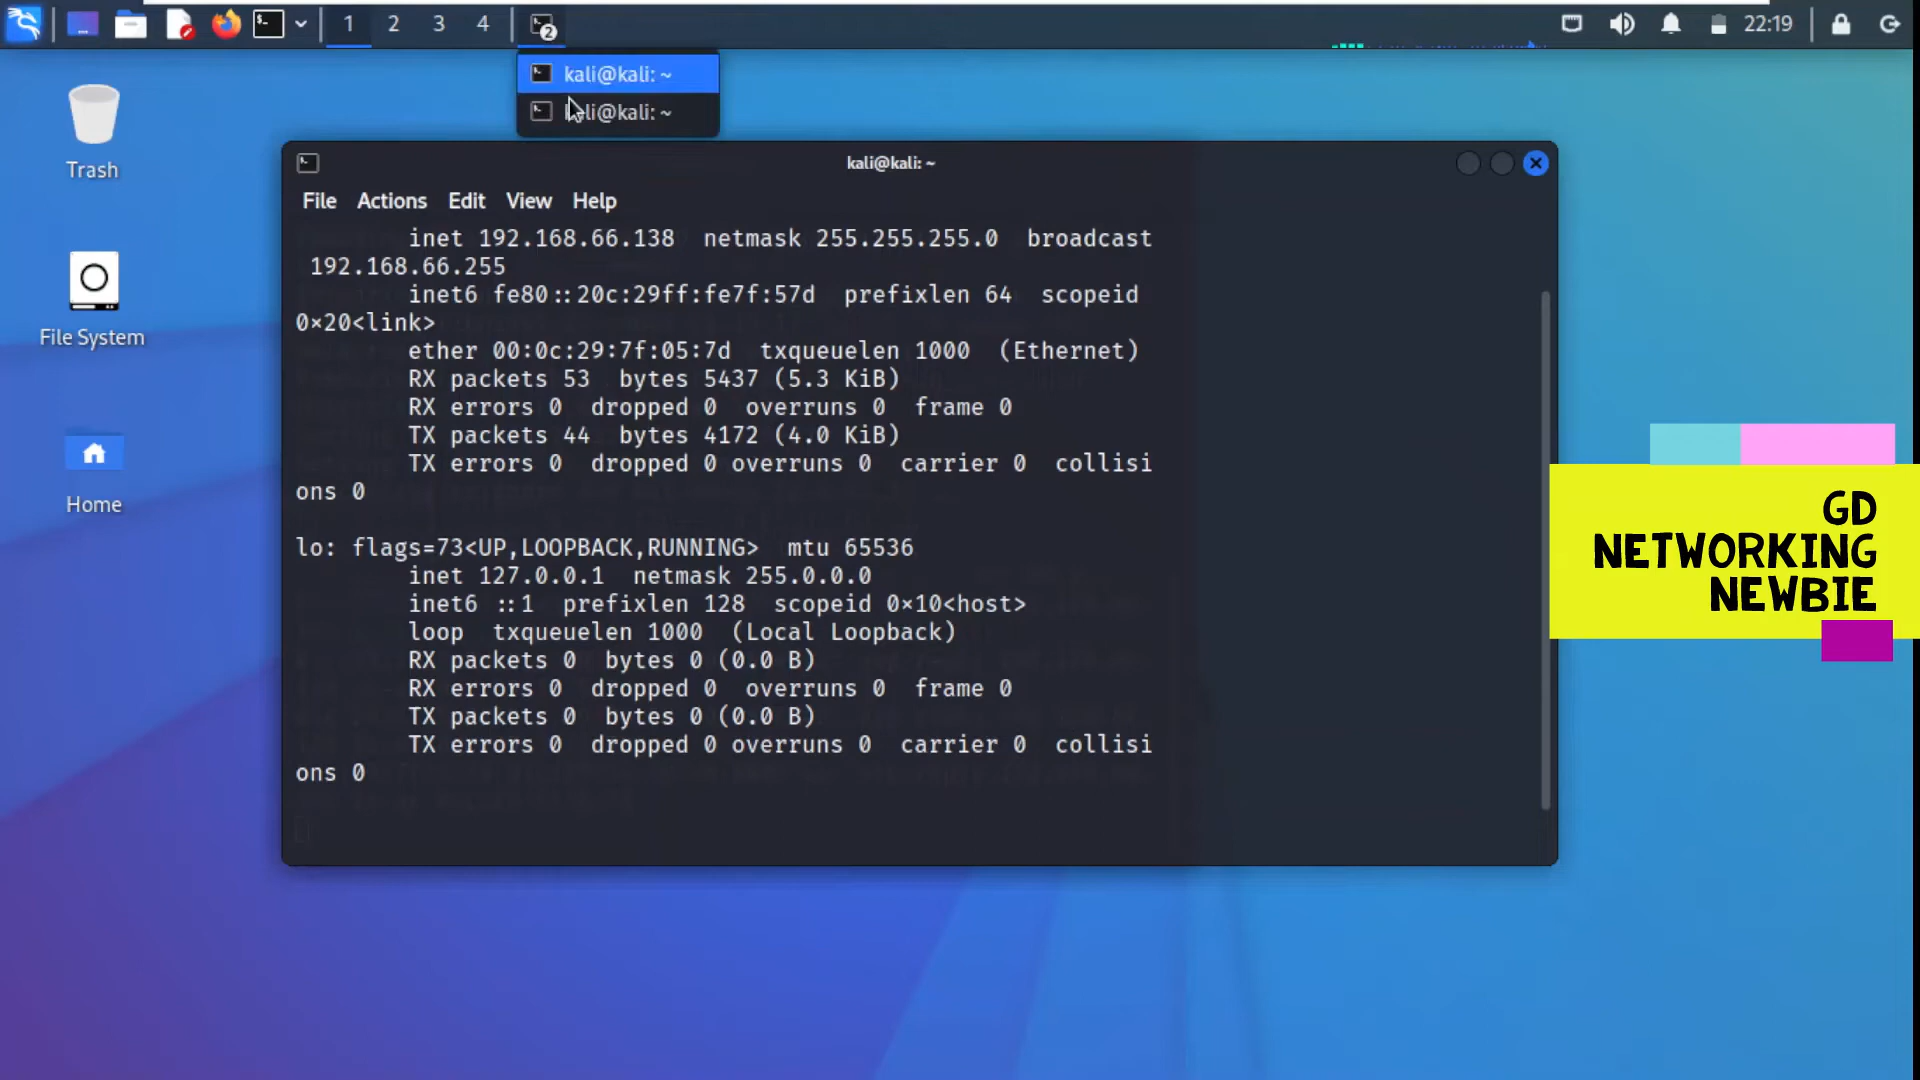 1 2 3 4 2 22:19
kali@kali: ~
kali@kali: ~
Trash
File System
Home
kali@kali: ~
File Actions Edit View Help
inet 192.168.66.138 netmask 255.255.255.0 broadcast
192.168.66.255
inet6 fe80::20c:29ff:fe7f:57d prefixlen 64 scopeid
0×20<link>
ether 00:0c:29:7f:05:7d txqueuelen 1000 (Ethernet)
RX packets 53 bytes 5437 (5.3 KiB)
RX errors 0 dropped 0 overruns 0 frame 0
TX packets 44 bytes 4172 (4.0 KiB)
TX errors 0 dropped 0 overruns 0 carrier 0 collisi
ons 0
lo: flags=73<UP,LOOPBACK,RUNNING> mtu 65536
inet 127.0.0.1 netmask 255.0.0.0
inet6 ::1 prefixlen 128 scopeid 0×10<host>
loop txqueuelen 1000 (Local Loopback)
RX packets 0 bytes 0 (0.0 B)
RX errors 0 dropped 0 overruns 0 frame 0
TX packets 0 bytes 0 (0.0 B)
TX errors 0 dropped 0 overruns 0 carrier 0 collisi
ons 0
GD
NETWORKING
NEWBIE